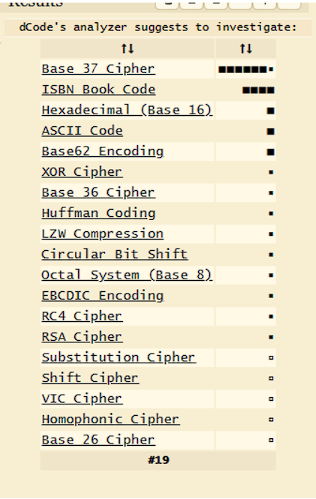 Results
dCode's analyzer suggests to investigate:
↑↓ ↑↓
Base 37 Cipher ■■■■■■▪
ISBN Book Code ■■■■
Hexadecimal (Base 16) ■
ASCII Code ■
Base62 Encoding ■
XOR Cipher ▪
Base 36 Cipher ▪
Huffman Coding ▪
LZW Compression ▪
Circular Bit Shift ▪
Octal System (Base 8) ▪
EBCDIC Encoding ▪
RC4 Cipher ▪
RSA Cipher ▪
Substitution Cipher ▫
Shift Cipher ▫
VIC Cipher ▫
Homophonic Cipher ▫
Base 26 Cipher ▫
#19